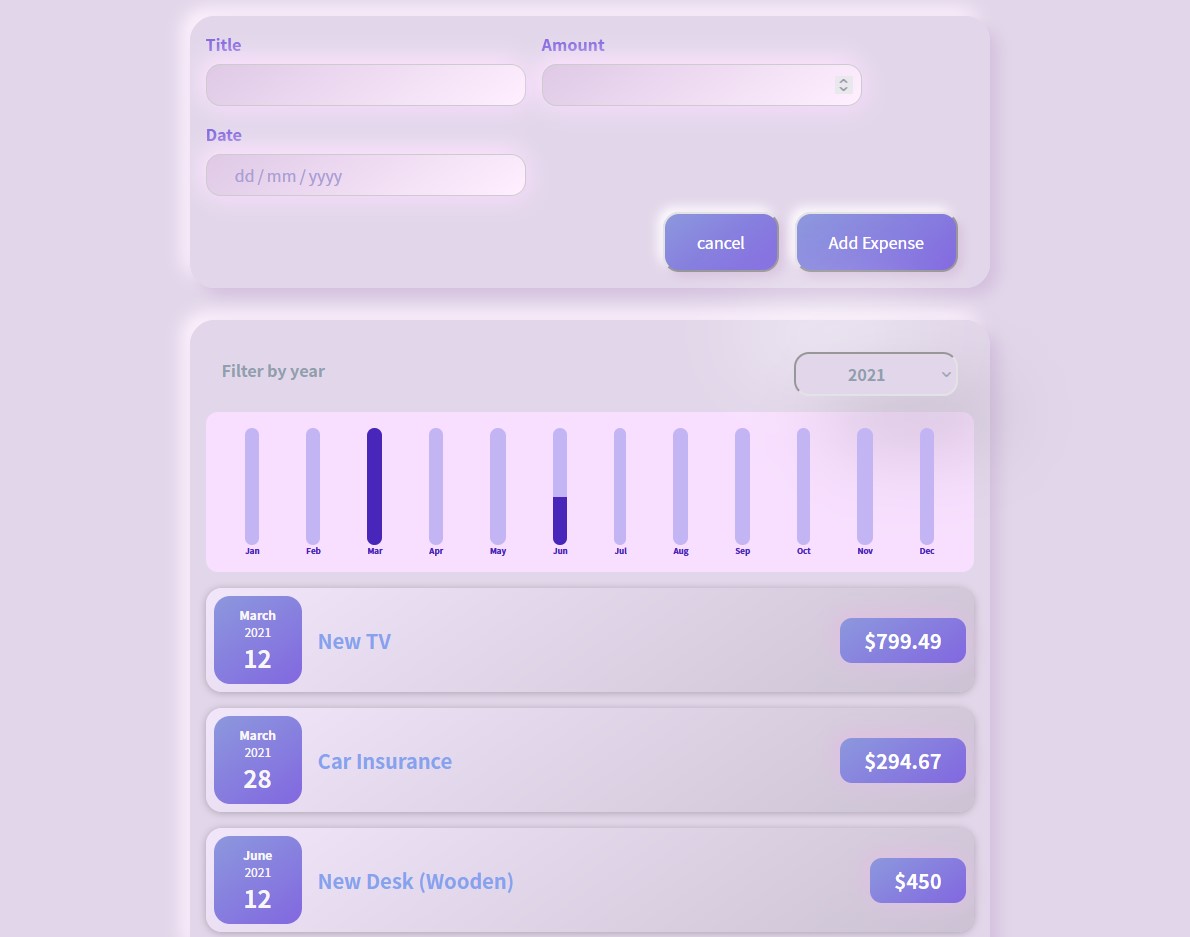 Title Amount
Date
dd / mm / yyyy
cancel Add Expense
Filter by year 2021
Jan Feb Mar Apr May Jun Jul Aug Sep Oct Nov Dec
March
2021
12
New TV
$799.49
March
2021
28
Car Insurance
$294.67
June
2021
12
New Desk (Wooden)
$450